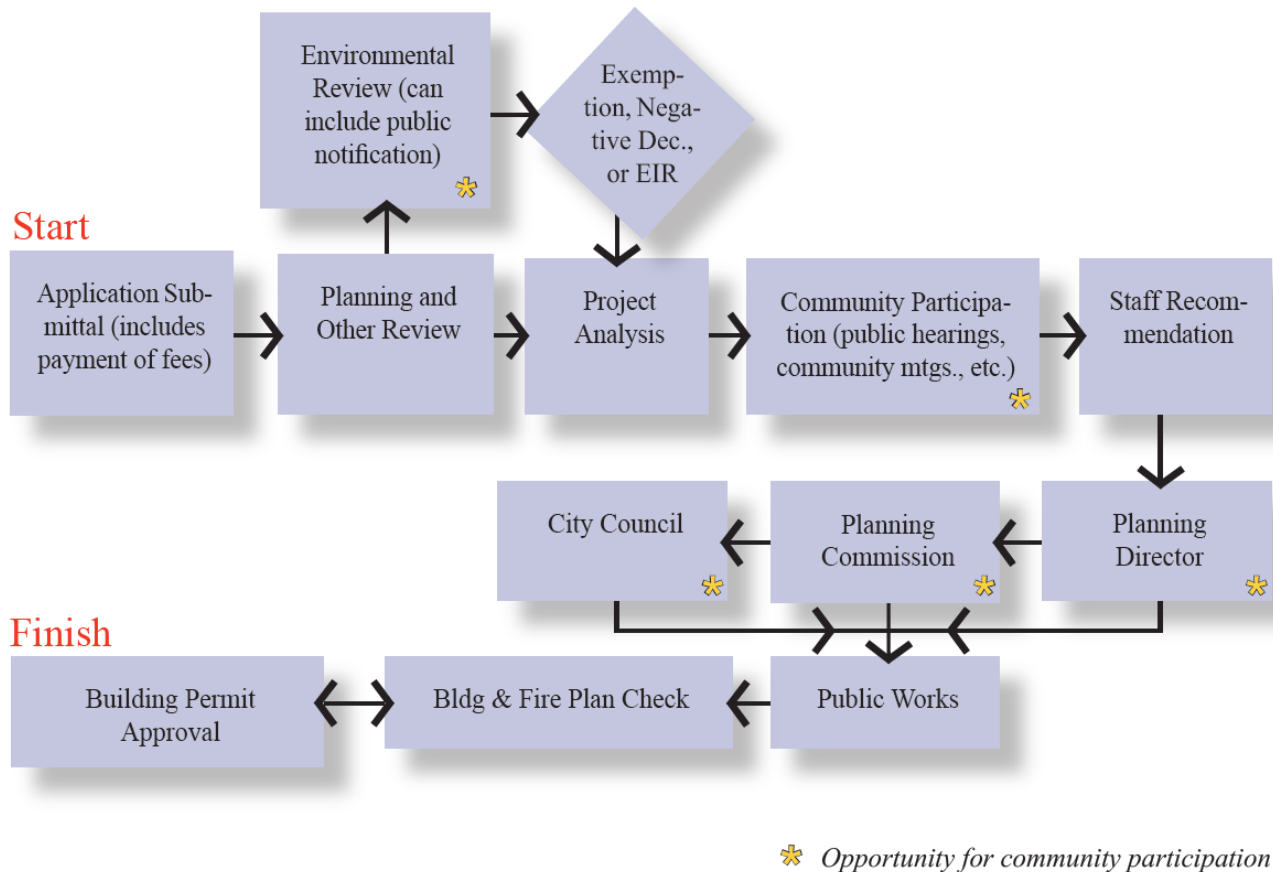 Environmental
Review (can
include public
notification)
*
Exemp-
tion, Nega-
tive Dec.,
or EIR
Start
Application Sub-
mittal (includes
payment of fees)
Planning and
Other Review
Project
Analysis
Community Participa-
tion (public hearings,
community mtgs., etc.)
*
Staff Recom-
mendation
City Council
*
Planning
Commission
*
Planning
Director
*
Finish
Building Permit
Approval
Bldg & Fire Plan Check
Public Works
* Opportunity for community participation